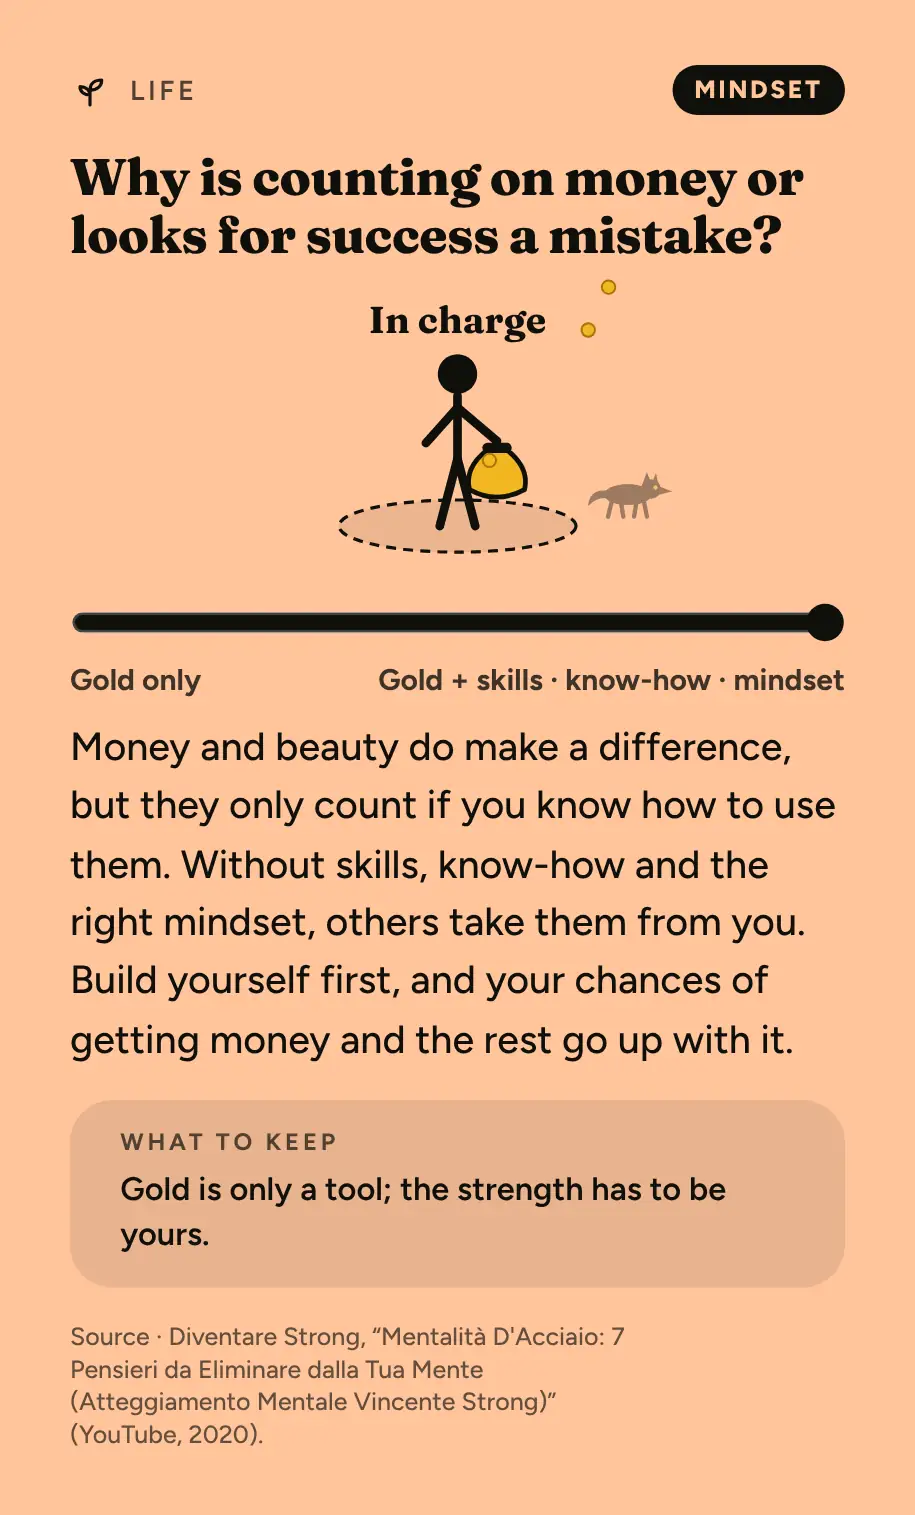 LIFE
MINDSET
Why is counting on money or
looks for success a mistake?
In charge
Gold only
Gold + skills · know-how · mindset
Money and beauty do make a difference,
but they only count if you know how to use
them. Without skills, know-how and the
right mindset, others take them from you.
Build yourself first, and your chances of
getting money and the rest go up with it.
WHAT TO KEEP
Gold is only a tool; the strength has to be
yours.
Source · Diventare Strong, “Mentalità D'Acciaio: 7
Pensieri da Eliminare dalla Tua Mente
(Atteggiamento Mentale Vincente Strong)”
(YouTube, 2020).